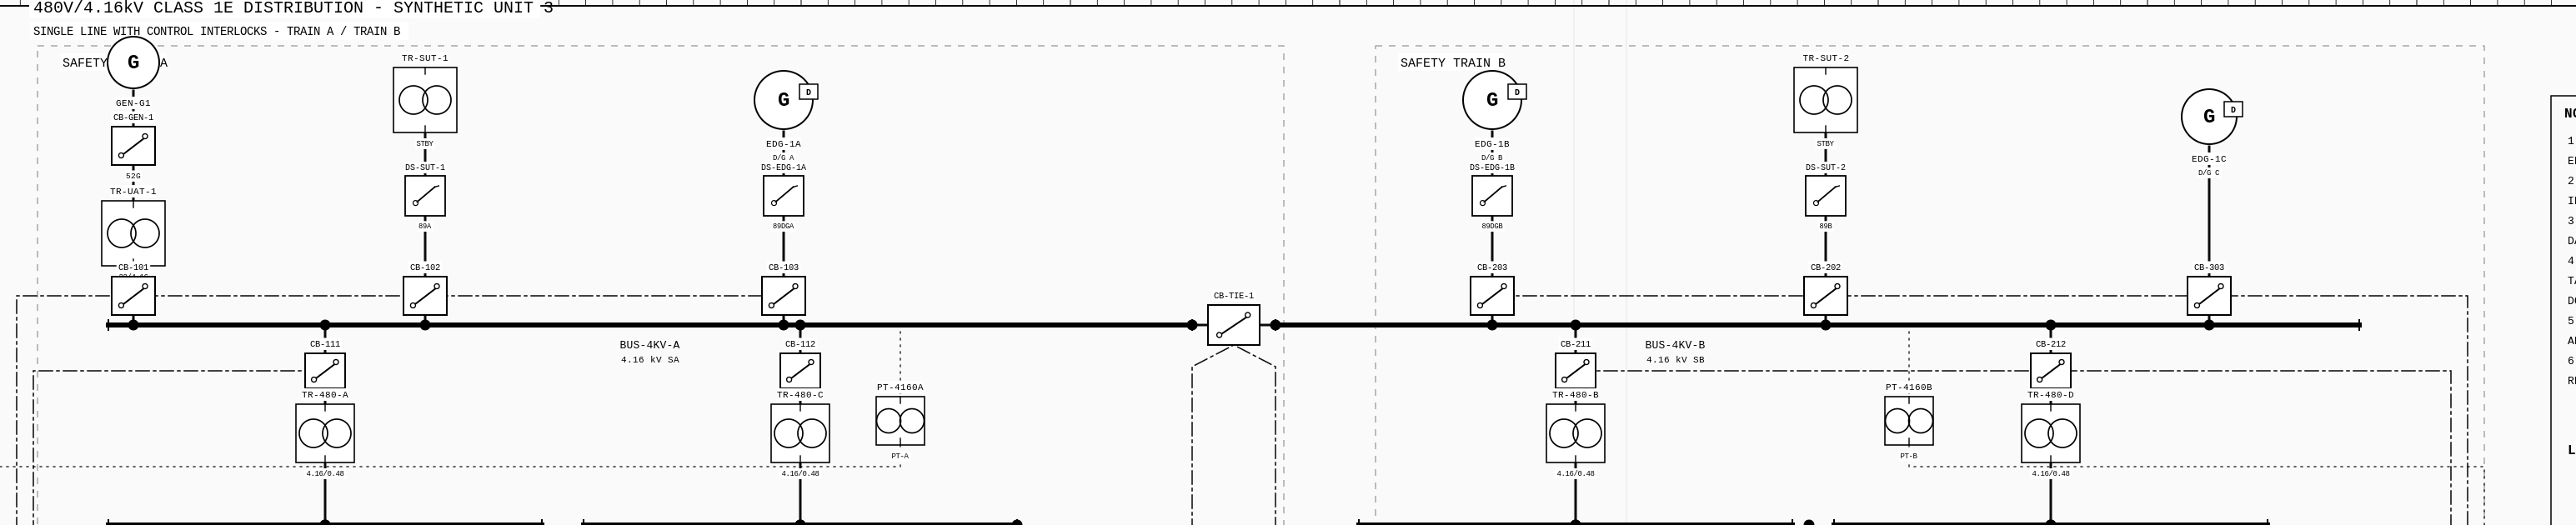 480V/4.16kV CLASS 1E DISTRIBUTION - SYNTHETIC UNIT 3
SINGLE LINE WITH CONTROL INTERLOCKS - TRAIN A / TRAIN B
SAFETY A
G
GEN-G1
CB-GEN-1
52G
TR-UAT-1
CB-101
TR-SUT-1
STBY
DS-SUT-1
89A
CB-102
G
D
EDG-1A
D/G A
DS-EDG-1A
89DGA
CB-103
CB-TIE-1
SAFETY TRAIN B
G
D
EDG-1B
D/G B
DS-EDG-1B
89DGB
CB-203
TR-SUT-2
STBY
DS-SUT-2
89B
CB-202
G
D
EDG-1C
D/G C
CB-303
CB-111
TR-480-A
4.16/0.48
BUS-4KV-A
4.16 kV SA
CB-112
TR-480-C
4.16/0.48
PT-4160A
PT-A
CB-211
TR-480-B
4.16/0.48
BUS-4KV-B
4.16 kV SB
PT-4160B
PT-B
CB-212
TR-480-D
4.16/0.48
1
2
3
4
5
6